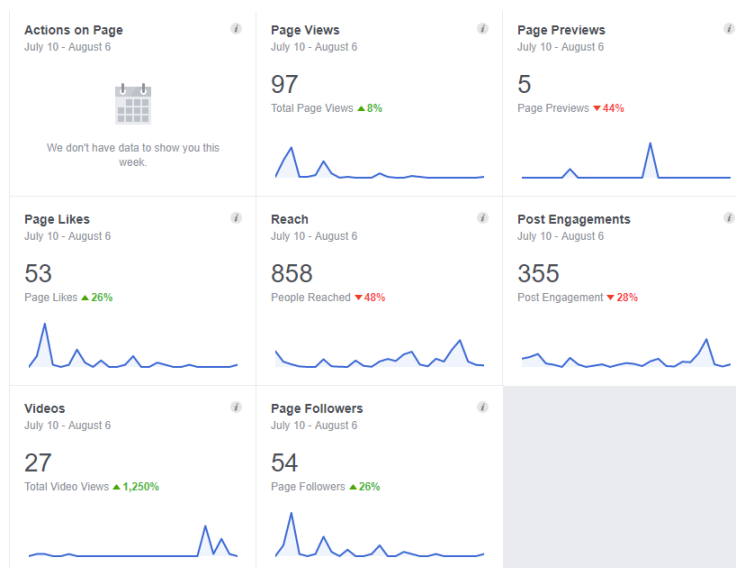 Actions on Page
July 10 - August 6
We don't have data to show you this
week.
Page Views
July 10 - August 6
97
Total Page Views ▲8%
Page Previews
July 10 - August 6
5
Page Previews ▼44%
Page Likes
July 10 - August 6
53
Page Likes ▲26%
Reach
July 10 - August 6
858
People Reached ▼48%
Post Engagements
July 10 - August 6
355
Post Engagement ▼28%
Videos
July 10 - August 6
27
Total Video Views ▲1,250%
Page Followers
July 10 - August 6
54
Page Followers ▲26%